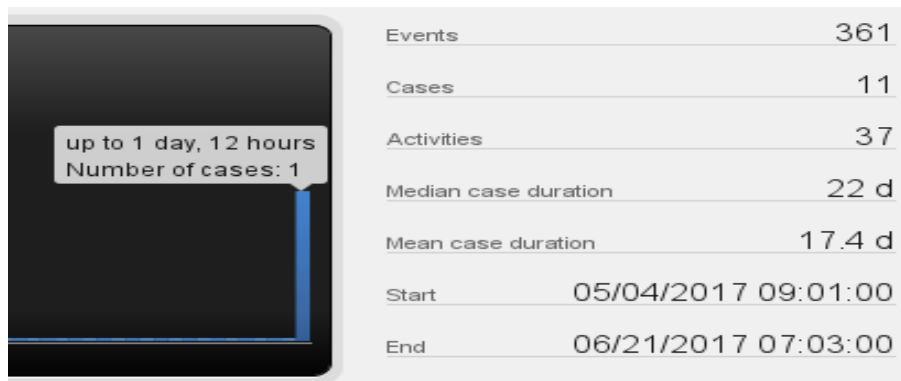 up to 1 day, 12 hours
Number of cases: 1
Events 361
Cases 11
Activities 37
Median case duration 22 d
Mean case duration 17.4 d
Start 05/04/2017 09:01:00
End 06/21/2017 07:03:00